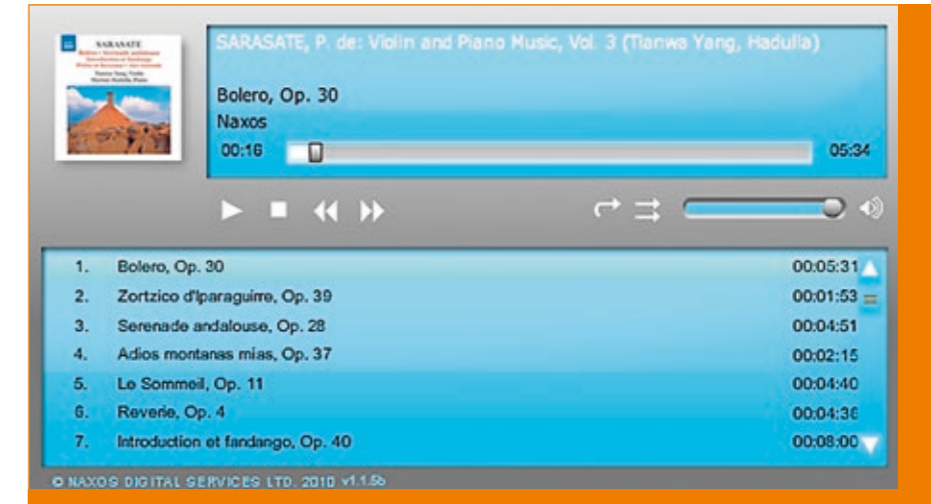 SARASATE
SARASATE, P. de: Violin and Piano Music, Vol. 3 (Tianwa Yang, Hadulla)
Bolero, Op. 30
Naxos
00:16
05:34
1. Bolero, Op. 30 00:05:31
2. Zortzico d'Iparaguirre, Op. 39 00:01:53
3. Serenade andalouse, Op. 28 00:04:51
4. Adios montanas mias, Op. 37 00:02:15
5. Le Sommeil, Op. 11 00:04:40
6. Reverie, Op. 4 00:04:36
7. Introduction et fandango, Op. 40 00:08:00
© NAXOS DIGITAL SERVICES LTD. 2010 v1.1.5b